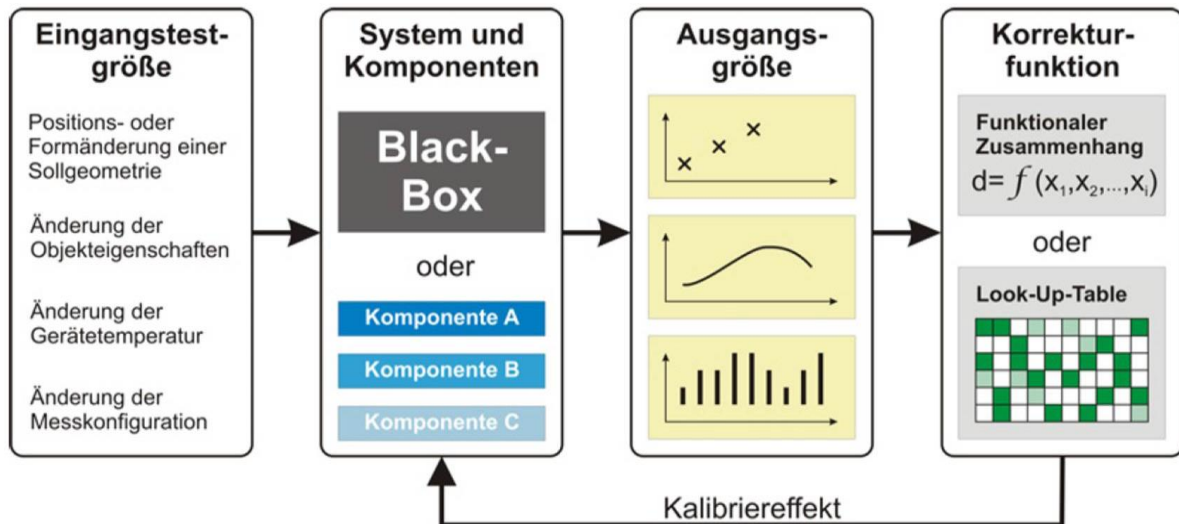 Eingangstest-
größe
Positions- oder
Formänderung einer
Sollgeometrie
Änderung der
Objekteigenschaften
Änderung der
Gerätetemperatur
Änderung der
Messkonfiguration
System und
Komponenten
Black-
Box
oder
Komponente A
Komponente B
Komponente C
Ausgangs-
größe
Korrektur-
funktion
Funktionaler
Zusammenhang
d= f (x₁,x₂,...,xᵢ)
oder
Look-Up-Table
Kalibriereffekt